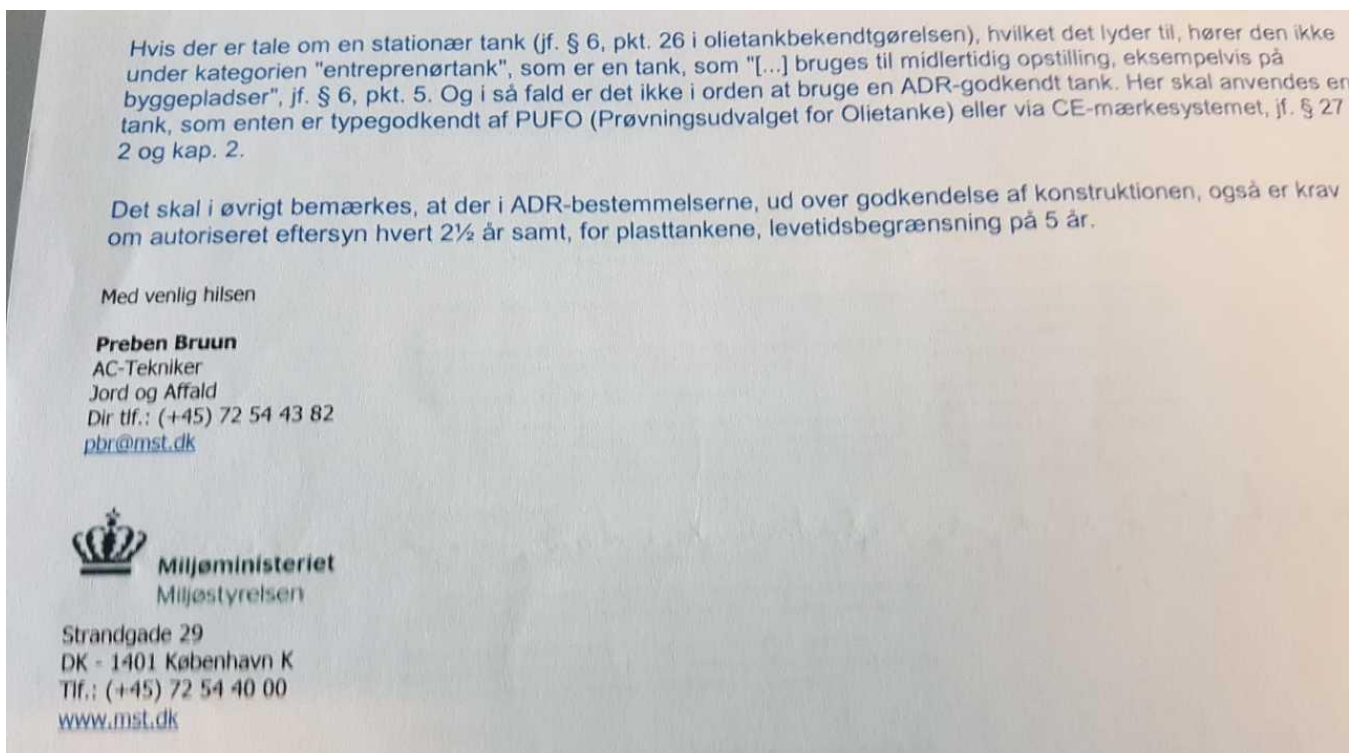 Hvis der er tale om en stationær tank (jf. § 6, pkt. 26 i olietankbekendtgørelsen), hvilket det lyder til, hører den ikke
under kategorien "entreprenørtank", som er en tank, som "[...] bruges til midlertidig opstilling, eksempelvis på
byggepladser", jf. § 6, pkt. 5. Og i så fald er det ikke i orden at bruge en ADR-godkendt tank. Her skal anvendes en
tank, som enten er typegodkendt af PUFO (Prøvningsudvalget for Olietanke) eller via CE-mærkesystemet, jf. § 27
2 og kap. 2.
Det skal i øvrigt bemærkes, at der i ADR-bestemmelserne, ud over godkendelse af konstruktionen, også er krav
om autoriseret eftersyn hvert 2½ år samt, for plasttankene, levetidsbegrænsning på 5 år.
Med venlig hilsen
Preben Bruun
AC-Tekniker
Jord og Affald
Dir tlf.: (+45) 72 54 43 82
pbr@mst.dk
Miljøministeriet
Miljøstyrelsen
Strandgade 29
DK - 1401 København K
Tlf.: (+45) 72 54 40 00
www.mst.dk